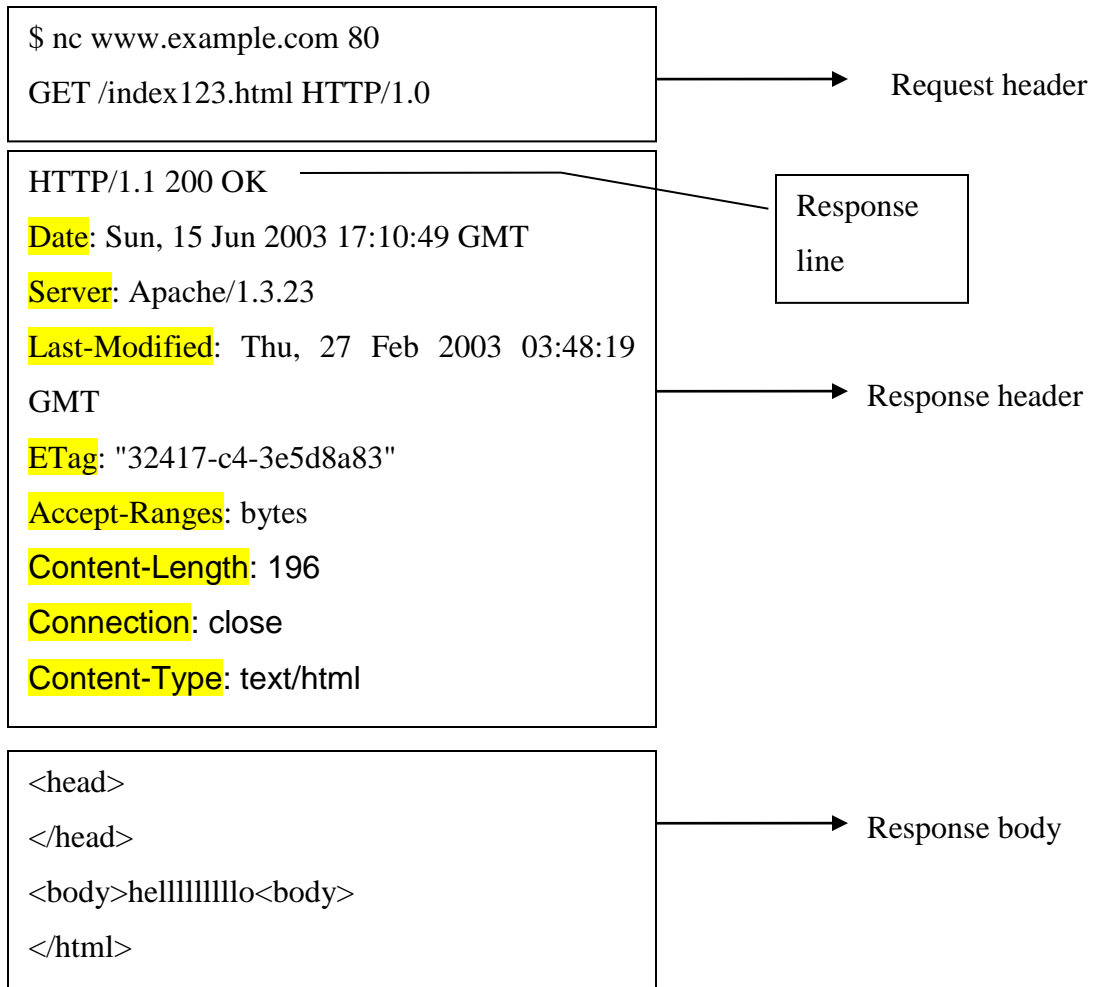 $ nc www.example.com 80
GET /index123.html HTTP/1.0
Request header
HTTP/1.1 200 OK
Response
line
Date: Sun, 15 Jun 2003 17:10:49 GMT
Server: Apache/1.3.23
Last-Modified: Thu, 27 Feb 2003 03:48:19
GMT
Response header
ETag: "32417-c4-3e5d8a83"
Accept-Ranges: bytes
Content-Length: 196
Connection: close
Content-Type: text/html
<head>
</head>
Response body
<body>helllllllllo<body>
</html>